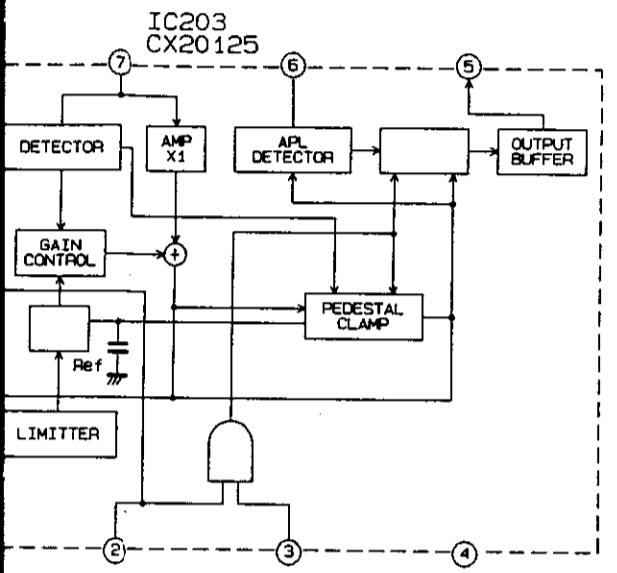 IC203
CX20125
7
6
5
DETECTOR
AMP
X1
APL
DETECTOR
OUTPUT
BUFFER
GAIN
CONTROL
+
PEDESTAL
CLAMP
Ref
LIMITTER
2
3
4